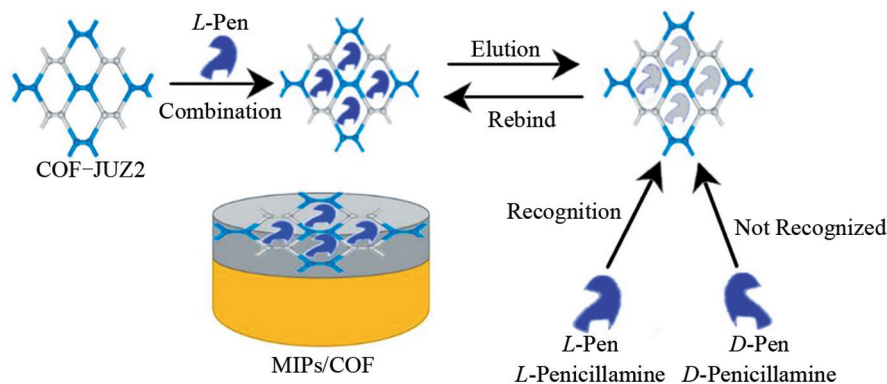 L-Pen
Combination
COF-JUZ2
Elution
Rebind
Recognition
Not Recognized
MIPs/COF
L-Pen
L-Penicillamine
D-Pen
D-Penicillamine